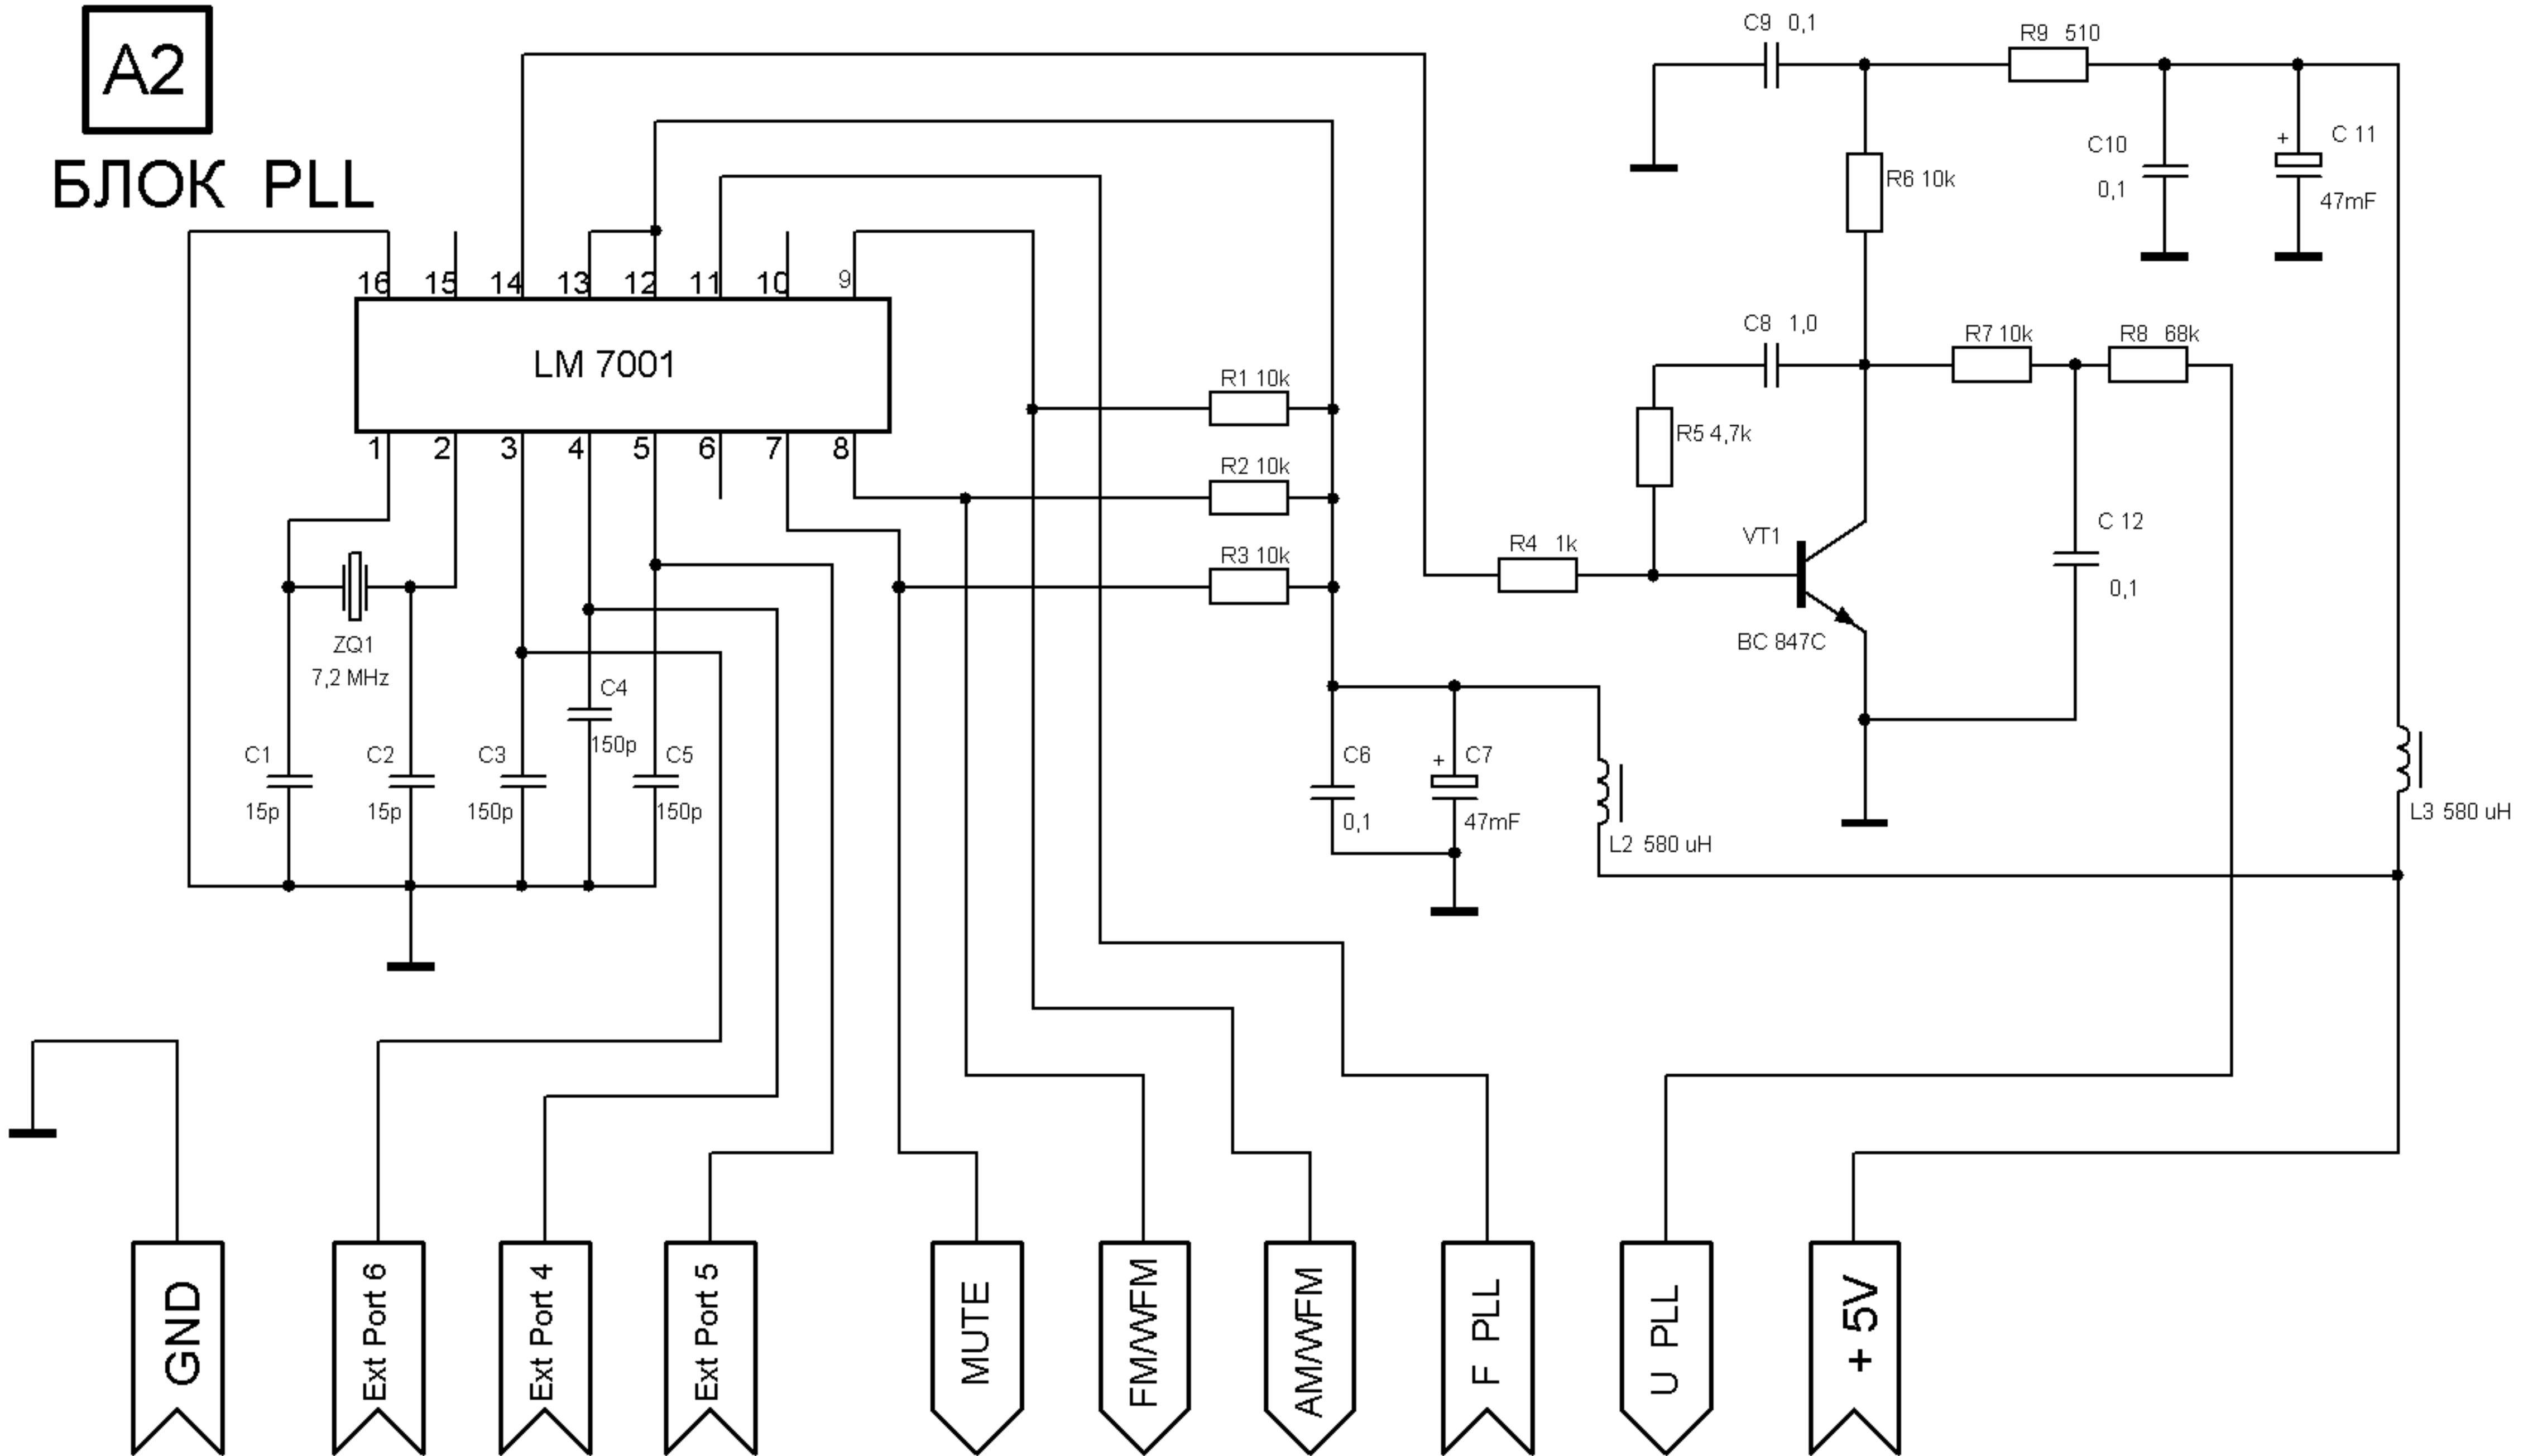 A2
БЛОК PLL
C9 0,1
R9 510
C10
0,1
+
C 11
47mF
R6 10k
16
15
14
13
12
11
10
9
LM 7001
1
2
3
4
5
6
7
8
C8 1,0
R7 10k
R8 68k
R1 10k
R5 4,7k
R2 10k
R3 10k
R4 1k
VT1
BC 847C
C 12
0,1
ZQ1
7,2 MHz
C1
15p
C2
15p
C3
150p
C4
150p
C5
150p
C6
0,1
+
C7
47mF
L2 580 uH
L3 580 uH
GND
Ext Port 6
Ext Port 4
Ext Port 5
MUTE
FM/WFM
AM/WFM
F PLL
U PLL
+ 5V